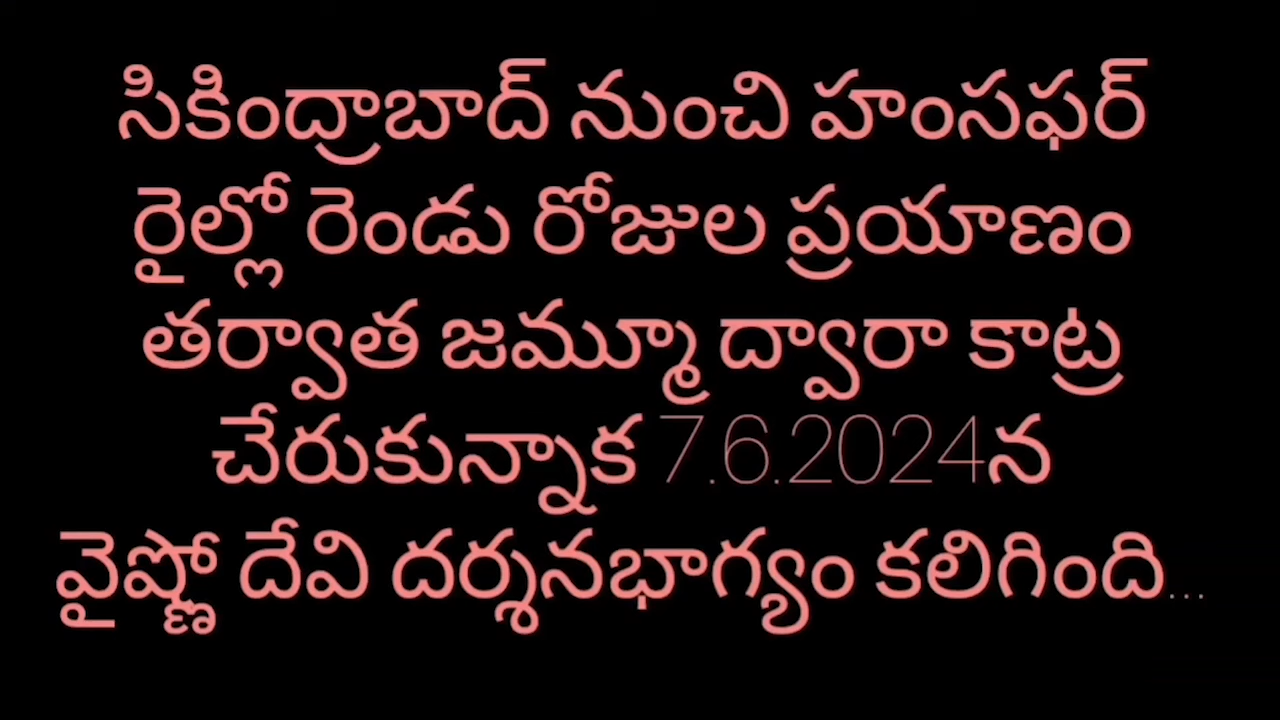 సికింద్రాబాద్ నుంచి హంసఫర్
రైల్లో రెండు రోజుల ప్రయాణం
తర్వాత జమ్మూ ద్వారా కాట్ర
చేరుకున్నాక 7.6.2024న
వైష్ణో దేవి దర్శనభాగ్యం కలిగింది...